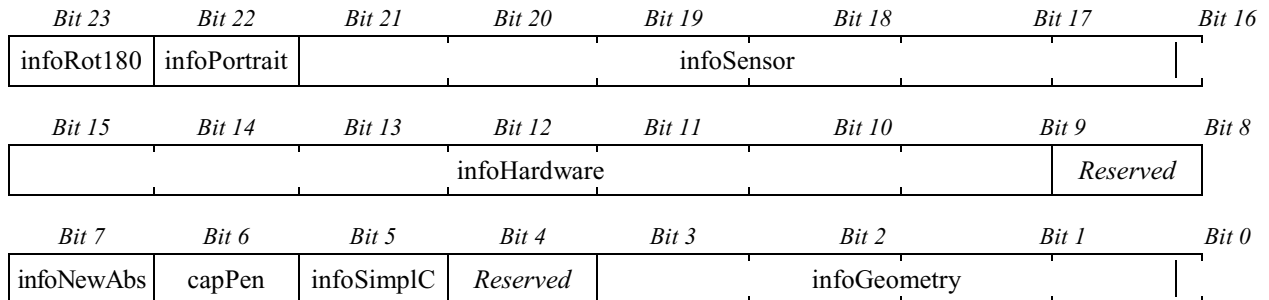 Bit 23 Bit 22 Bit 21 Bit 20 Bit 19 Bit 18 Bit 17 Bit 16
infoRot180 infoPortrait infoSensor
Bit 15 Bit 14 Bit 13 Bit 12 Bit 11 Bit 10 Bit 9 Bit 8
infoHardware Reserved
Bit 7 Bit 6 Bit 5 Bit 4 Bit 3 Bit 2 Bit 1 Bit 0
infoNewAbs capPen infoSimplC Reserved infoGeometry